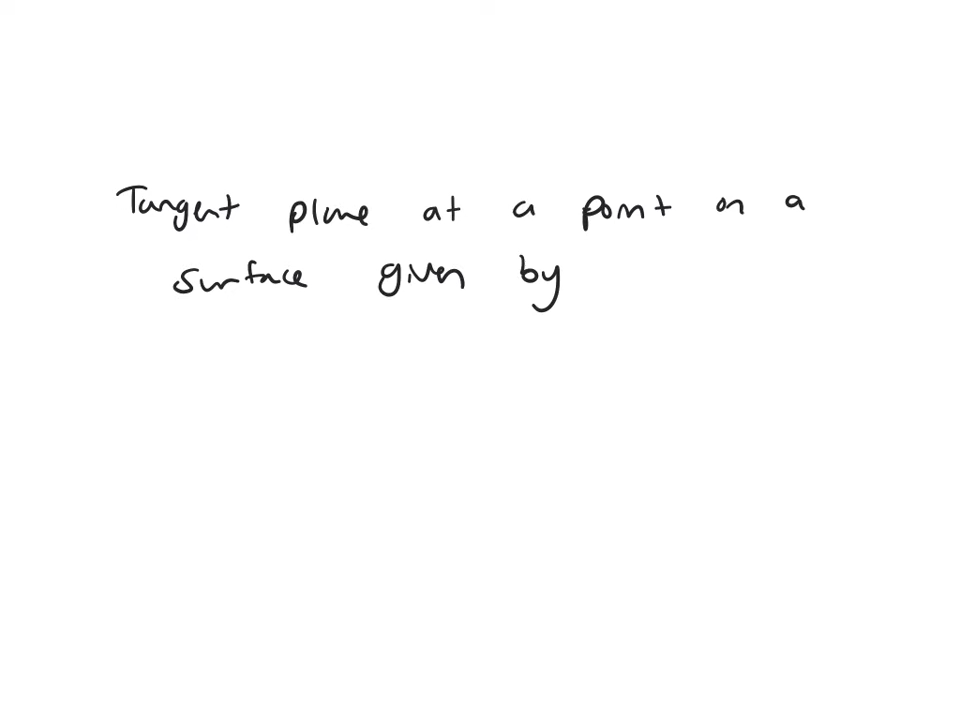 Tangent plane at a point on a
surface given by